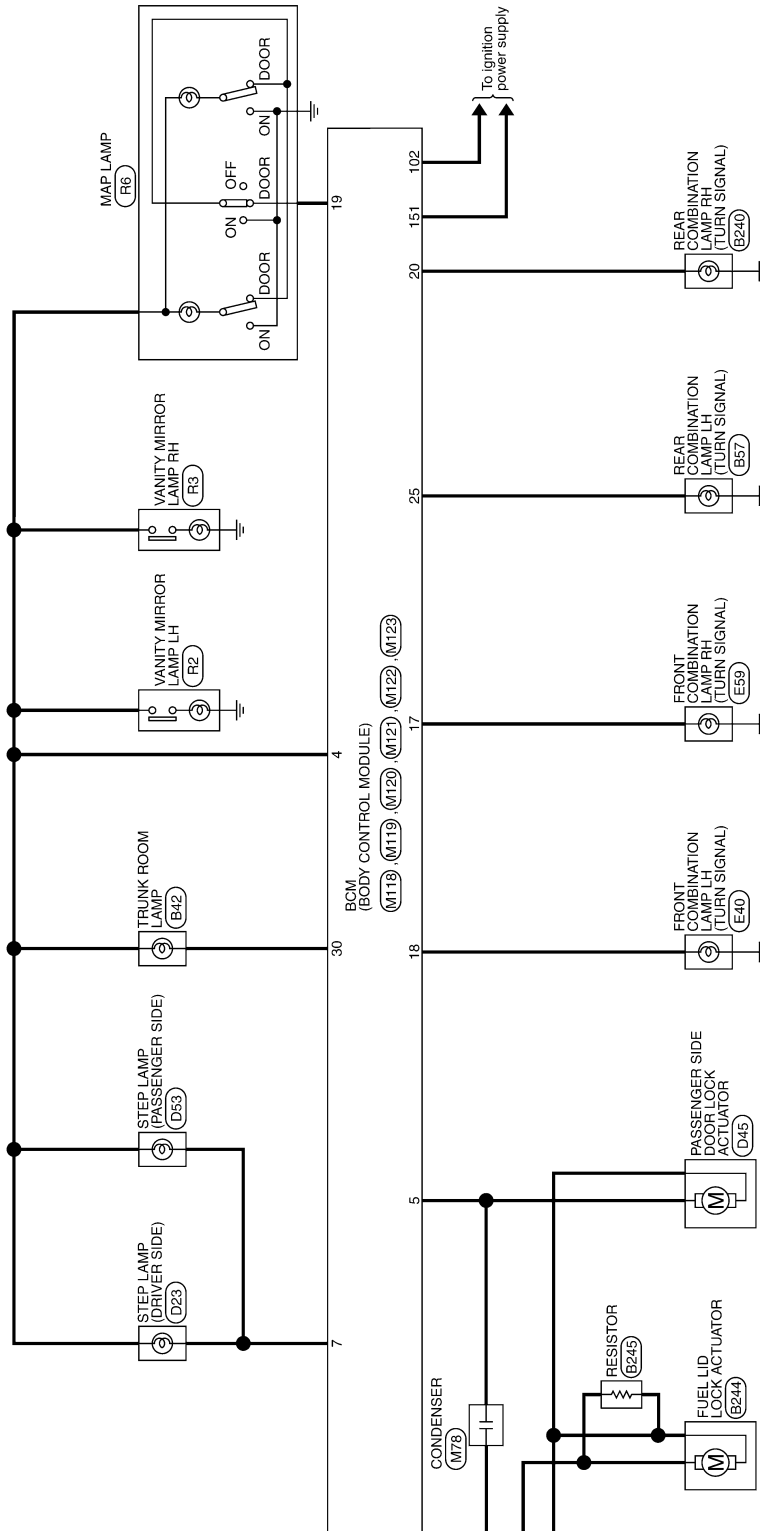 MAP LAMP
R6
DOOR
ON
OFF
DOOR
ON
DOOR
ON
To ignition
power supply
VANITY MIRROR
LAMP RH
R3
VANITY MIRROR
LAMP LH
R2
TRUNK ROOM
LAMP
B42
STEP LAMP
(PASSENGER SIDE)
D53
STEP LAMP
(DRIVER SIDE)
D23
19
4
30
7
BCM
(BODY CONTROL MODULE)
M118 , M119 , M120 , M121 , M122 , M123
102
151
20
25
17
18
5
REAR
COMBINATION
LAMP RH
(TURN SIGNAL)
B240
REAR
COMBINATION
LAMP LH
(TURN SIGNAL)
B57
FRONT
COMBINATION
LAMP RH
(TURN SIGNAL)
E59
FRONT
COMBINATION
LAMP LH
(TURN SIGNAL)
E40
PASSENGER SIDE
DOOR LOCK
ACTUATOR
D45
M
CONDENSER
M78
RESISTOR
B245
FUEL LID
LOCK ACTUATOR
B244
M